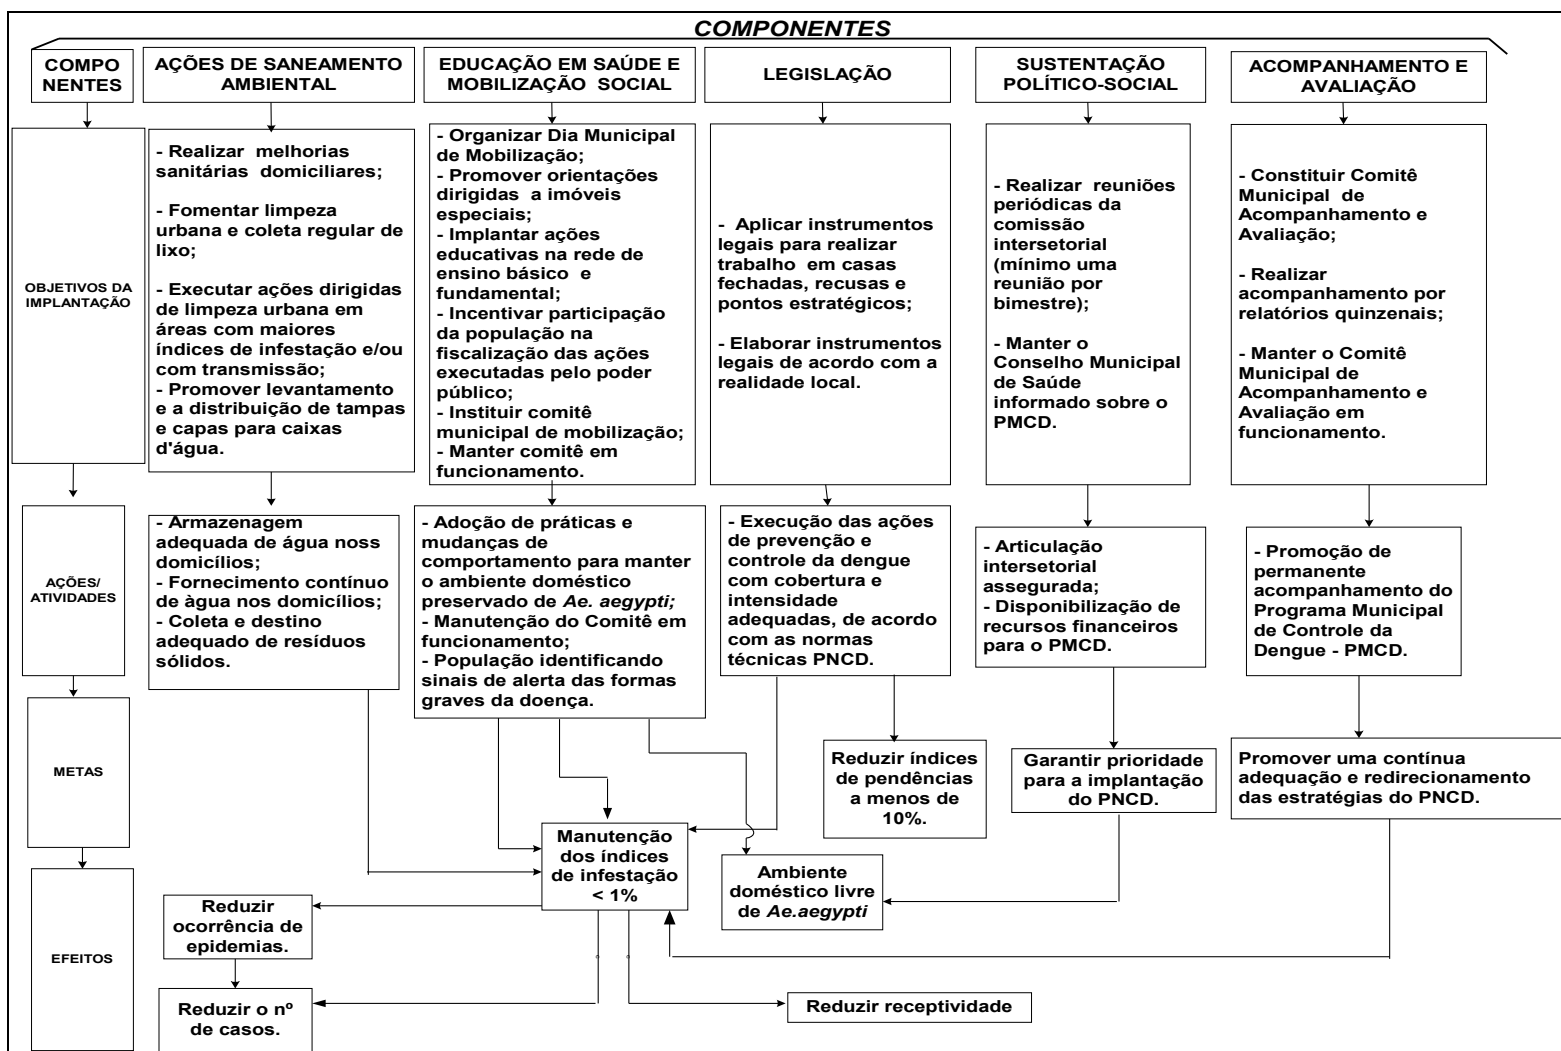 COMPONENTES
COMPO
NENTES
AÇÕES DE SANEAMENTO
AMBIENTAL
EDUCAÇÃO EM SAÚDE E
MOBILIZAÇÃO SOCIAL
LEGISLAÇÃO
SUSTENTAÇÃO
POLÍTICO-SOCIAL
ACOMPANHAMENTO E
AVALIAÇÃO
OBJETIVOS DA
IMPLANTAÇÃO
- Realizar melhorias
sanitárias domiciliares;
- Fomentar limpeza
urbana e coleta regular de
lixo;
- Executar ações dirigidas
de limpeza urbana em
áreas com maiores
índices de infestação e/ou
com transmissão;
- Promover levantamento
e a distribuição de tampas
e capas para caixas
d'água.
- Organizar Dia Municipal
de Mobilização;
- Promover orientações
dirigidas a imóveis
especiais;
- Implantar ações
educativas na rede de
ensino básico e
fundamental;
- Incentivar participação
da população na
fiscalização das ações
executadas pelo poder
público;
- Instituir comitê
municipal de mobilização;
- Manter comitê em
funcionamento.
- Aplicar instrumentos
legais para realizar
trabalho em casas
fechadas, recusas e
pontos estratégicos;
- Elaborar instrumentos
legais de acordo com a
realidade local.
- Realizar reuniões
periódicas da
comissão
intersetorial
(mínimo uma
reunião por
bimestre);
- Manter o
Conselho Municipal
de Saúde
informado sobre o
PMCD.
- Constituir Comitê
Municipal de
Acompanhamento e
Avaliação;
- Realizar
acompanhamento por
relatórios quinzenais;
- Manter o Comitê
Municipal de
Acompanhamento e
Avaliação em
funcionamento.
AÇÕES/
ATIVIDADES
- Armazenagem
adequada de água noss
domicílios;
- Fornecimento contínuo
de àgua nos domicílios;
- Coleta e destino
adequado de resíduos
sólidos.
- Adoção de práticas e
mudanças de
comportamento para manter
o ambiente doméstico
preservado de Ae. aegypti;
- Manutenção do Comitê em
funcionamento;
- População identificando
sinais de alerta das formas
graves da doença.
- Execução das ações
de prevenção e
controle da dengue
com cobertura e
intensidade
adequadas, de acordo
com as normas
técnicas PNCD.
- Articulação
intersetorial
assegurada;
- Disponibilização de
recursos financeiros
para o PMCD.
- Promoção de
permanente
acompanhamento do
Programa Municipal
de Controle da
Dengue - PMCD.
METAS
Reduzir índices
de pendências
a menos de
10%.
Garantir prioridade
para a implantação
do PNCD.
Promover uma contínua
adequação e redirecionamento
das estratégias do PNCD.
Manutenção
dos índices
de infestação
< 1%
Ambiente
doméstico livre
de Ae.aegypti
EFEITOS
Reduzir
ocorrência de
epidemias.
Reduzir o nº
de casos.
Reduzir receptividade